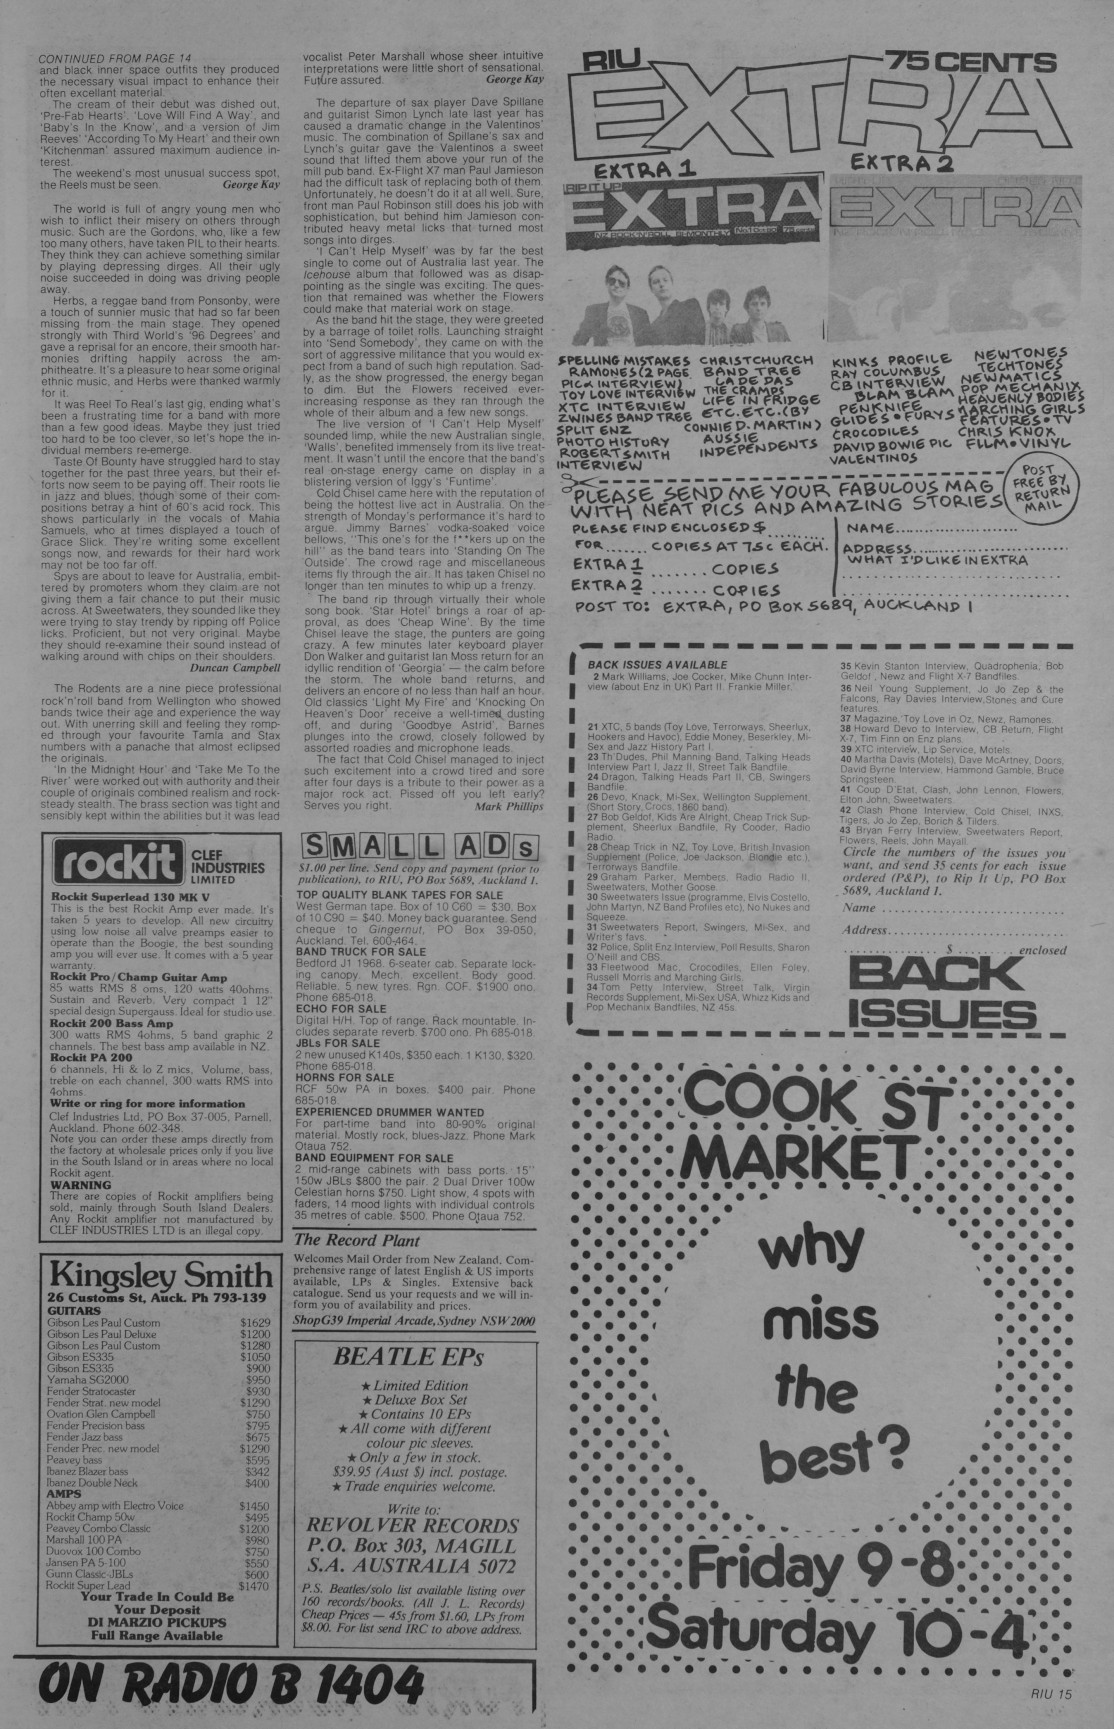 CONTINUED FROM PAGE 14
and black inner space outfits they produced
the necessary visual impact to enhance their
often excellant material.
The cream of their debut was dished out,
'Pre-Fab Hearts', 'Love Will Find A Way', and
'Baby's In the Know', and a version of Jim
Reeves' 'According To My Heart' and their own
'Kitchenman' assured maximum audience in-
terest.
The weekend's most unusual success spot,
the Reels must be seen. George Kay
The world is full of angry young men who
wish to inflict their misery on others through
music. Such are the Gordons, who, like a few
too many others, have taken PIL to their hearts.
They think they can achieve something similar
by playing depressing dirges. All their ugly
noise succeeded in doing was driving people
away.
Herbs, a reggae band from Ponsonby, were
a touch of sunnier music that had so far been
missing from the main stage. They opened
strongly with Third World's '96 Degrees' and
gave a reprisal for an encore, their smooth har-
monies drifting happily across the am-
phitheatre. It's a pleasure to hear some original
ethnic music, and Herbs were thanked warmly
for it.
It was Reel To Real's last gig, ending what's
been a frustrating time for a band with more
than a few good ideas. Maybe they just tried
too hard to be too clever, so let's hope the in-
dividual members re-emerge.
Taste Of Bounty have struggled hard to stay
together for the past three years, but their ef-
forts now seem to be paying off. Their roots lie
in jazz and blues, though some of their com-
positions betray a hint of 60's acid rock. This
shows particularly in the vocals of Mahia
Samuels, who at times displayed a touch of
Grace Slick. They're writing some excellent
songs now, and rewards for their hard work
may not be too far off.
Spys are about to leave for Australia, embit-
tered by promoters whom they claim are not
giving them a fair chance to put their music
across. At Sweetwaters, they sounded like they
were trying to stay trendy by ripping off Police
licks. Proficient, but not very original. Maybe
they should re-examine their sound instead of
walking around with chips on their shoulders.
Duncan Campbell
The Rodents are a nine piece professional
rock'n'roll band from Wellington who showed
bands twice their age and experience the way
out. With unerring skill and feeling they romp-
ed through your favourite Tamla and Stax
numbers with a panache that almost eclipsed
the originals.
'In the Midnight Hour' and 'Take Me To the
River' were worked out with authority and their
couple of originals combined realism and rock-
steady stealth. The brass section was tight and
sensibly kept within the abilities but it was lead
vocalist Peter Marshall whose sheer intuitive
interpretations were little short of sensational.
Future assured. George Kay
The departure of sax player Dave Spillane
and guitarist Simon Lynch late last year has
caused a dramatic change in the Valentinos'
music. The combination of Spillane's sax and
Lynch's guitar gave the Valentinos a sweet
sound that lifted them above your run of the
mill pub band. Ex-Flight X7 man Paul Jamieson
had the difficult task of replacing both of them.
Unfortunately, he doesn't do it at all well. Sure,
front man Paul Robinson still does his job with
sophistication, but behind him Jamieson con-
tributed heavy metal licks that turned most
songs into dirges.
'I Can't Help Myself' was by far the best
single to come out of Australia last year. The
Icehouse album that followed was as disap-
pointing as the single was exciting. The ques-
tion that remained was whether the Flowers
could make that material work on stage.
As the band hit the stage, they were greeted
by a barrage of toilet rolls. Launching straight
into 'Send Somebody', they came on with the
sort of aggressive militance that you would ex-
pect from a band of such high reputation. Sad-
ly, as the show progressed, the energy began
to dim. But the Flowers received ever-
increasing response as they ran through the
whole of their album and a few new songs.
The live version of 'I Can't Help Myself'
sounded limp, while the new Australian single,
'Walls', benefited immensely from its live treat-
ment. It wasn't until the encore that the band's
real on-stage energy came on display in a
blistering version of Iggy's 'Funtime'.
Cold Chisel came here with the reputation of
being the hottest live act in Australia. On the
strength of Monday's performance it's hard to
argue. Jimmy Barnes' vodka-soaked voice
bellows, "This one's for the f**kers up on the
hill" as the band tears into 'Standing On The
Outside'. The crowd rage and miscellaneous
items fly through the air. It has taken Chisel no
longer than ten minutes to whip up a frenzy.
The band rip through virtually their whole
song book. 'Star Hotel' brings a roar of ap-
proval, as does 'Cheap Wine'. By the time
Chisel leave the stage, the punters are going
crazy. A few minutes later keyboard player
Don Walker and guitarist Ian Moss return for an
idyllic rendition of 'Georgia' — the calm before
the storm. The whole band returns, and
delivers an encore of no less than half an hour.
Old classics 'Light My Fire' and 'Knocking On
Heaven's Door' receive a well-timed dusting
off, and during 'Goodbye Astrid', Barnes
plunges into the crowd, closely followed by
assorted roadies and microphone leads.
The fact that Cold Chisel managed to inject
such excitement into a crowd tired and sore
after four days is a tribute to their power as a
major rock act. Pissed off you left early?
Serves you right. Mark Phillips
rockit CLEF
INDUSTRIES
LIMITED
Rockit Superlead 130 MK V
This is the best Rockit Amp ever made. It's
taken 5 years to develop. All new circuitry
using low noise all valve preamps easier to
operate than the Boogie, the best sounding
amp you will ever use. It comes with a 5 year
warranty.
Rockit Pro/Champ Guitar Amp
85 watts RMS 8 oms, 120 watts 40ohms.
Sustain and Reverb. Very compact 1 12"
special design Supergauss. Ideal for studio use.
Rockit 200 Bass Amp
300 watts RMS 4ohms, 5 band graphic 2
channels. The best bass amp available in NZ.
Rockit PA 200
6 channels, Hi & lo Z mics, Volume, bass,
treble on each channel, 300 watts RMS into
4ohms.
Write or ring for more information
Clef Industries Ltd, PO Box 37-005, Parnell,
Auckland. Phone 602-348.
Note you can order these amps directly from
the factory at wholesale prices only if you live
in the South Island or in areas where no local
Rockit agent.
WARNING
There are copies of Rockit amplifiers being
sold, mainly through South Island Dealers.
Any Rockit amplifier not manufactured by
CLEF INDUSTRIES LTD is an illegal copy.
Kingsley Smith
26 Customs St, Auck. Ph 793-139
GUITARS
Gibson Les Paul Custom $1629
Gibson Les Paul Deluxe $1200
Gibson Les Paul Custom $1280
Gibson ES335 $1050
Gibson ES335 $900
Yamaha SG2000 $950
Fender Stratocaster $930
Fender Strat. new model $1290
Ovation Glen Campbell $750
Fender Precision bass $795
Fender Jazz bass $675
Fender Prec. new model $1290
Peavey bass $595
Ibanez Blazer bass $342
Ibanez Double Neck $400
AMPS
Abbey amp with Electro Voice $1450
Rockit Champ 50w $495
Peavey Combo Classic $1200
Marshall 100 PA $980
Duovox 100 Combo $750
Jansen PA 5-100 $550
Gunn Classic JBLs $600
Rockit Super Lead $1470
Your Trade In Could Be
Your Deposit
DI MARZIO PICKUPS
Full Range Available
SMALL ADs
$1.00 per line. Send copy and payment (prior to
publication), to RIU, PO Box 5689, Auckland 1.
TOP QUALITY BLANK TAPES FOR SALE
West German tape. Box of 10 C60 = $30. Box
of 10 C90 = $40. Money back guarantee. Send
cheque to Gingernut, PO Box 39-050,
Auckland. Tel. 600-464.
BAND TRUCK FOR SALE
Bedford J1 1968. 6-seater cab. Separate lock-
ing canopy. Mech. excellent. Body good.
Reliable. 5 new tyres. Rgn. COF. $1900 ono.
Phone 685-018.
ECHO FOR SALE
Digital H/H. Top of range. Rack mountable. In-
cludes separate reverb. $700 ono. Ph 685-018.
JBLs FOR SALE
2 new unused K140s, $350 each. 1 K130, $320.
Phone 685-018.
HORNS FOR SALE
RCF 50w PA in boxes. $400 pair. Phone
685-018.
EXPERIENCED DRUMMER WANTED
For part-time band into 80-90% original
material. Mostly rock, blues-Jazz. Phone Mark
Otaua 752.
BAND EQUIPMENT FOR SALE
2 mid-range cabinets with bass ports. 15"
150w JBLs $800 the pair. 2 Dual Driver 100w
Celestian horns $750. Light show, 4 spots with
faders, 14 mood lights with individual controls
35 metres of cable. $500. Phone Otaua 752.
The Record Plant
Welcomes Mail Order from New Zealand. Com-
prehensive range of latest English & US imports
available, LPs & Singles. Extensive back
catalogue. Send us your requests and we will in-
form you of availability and prices.
ShopG39 Imperial Arcade, Sydney NSW2000
BEATLE EPs
★ Limited Edition
★ Deluxe Box Set
★ Contains 10 EPs
★ All come with different
colour pic sleeves.
★ Only a few in stock.
$39.95 (Aust $) incl. postage.
★ Trade enquiries welcome.
Write to:
REVOLVER RECORDS
P.O. Box 303, MAGILL
S.A. AUSTRALIA 5072
P.S. Beatles/solo list available listing over
160 records/books. (All J. L. Records)
Cheap Prices — 45s from $1.60, LPs from
$8.00. For list send IRC to above address.
ON RADIO B 1404
RIU 75 CENTS
EXTRA
EXTRA 1
EXTRA 2
RIP IT UP
EXTRA
NZ ROCK'N'ROLL BI-MONTHLY No.1 Oct 80 75 cents
EXTRA
SPELLING MISTAKES
RAMONES (2 PAGE
PIC & INTERVIEW)
TOY LOVE INTERVIEW
XTC INTERVIEW
ZWINES BAND TREE
SPLIT ENZ
PHOTO HISTORY
ROBERT SMITH
INTERVIEW
CHRISTCHURCH
BAND TREE
LA DE DAS
THE CRAMPS
LIFE IN FRIDGE
ETC. ETC. (BY
CONNIE D. MARTIN)
AUSSIE
INDEPENDENTS
KINKS PROFILE
RAY COLUMBUS
CB INTERVIEW
BLAM BLAM
PENKNIFE
GLIDES • FURYS
CROCODILES
DAVID BOWIE PIC
VALENTINOS
NEWTONES
TECHTONES
NEWMATICS
POP MECHANIX
HEAVENLY BODIES
MARCHING GIRLS
FEATURES • TV
CHRIS KNOX
FILM • VINYL
POST
FREE BY
RETURN
MAIL
PLEASE SEND ME YOUR FABULOUS MAG
WITH NEAT PICS AND AMAZING STORIES
PLEASE FIND ENCLOSED $........
FOR....... COPIES AT 75c EACH.
EXTRA 1 ....... COPIES
EXTRA 2 ....... COPIES
NAME....................
ADDRESS....................
WHAT I'D LIKE IN EXTRA
POST TO: EXTRA, PO BOX 5689, AUCKLAND 1
BACK ISSUES AVAILABLE
2 Mark Williams, Joe Cocker, Mike Chunn Inter-
view (about Enz in UK) Part II. Frankie Miller.
21 XTC, 5 bands (Toy Love, Terrorways, Sheerlux,
Hookers and Havoc), Eddie Money, Beserkley, Mi-
Sex and Jazz History Part I.
23 Th'Dudes, Phil Manning Band, Talking Heads
Interview Part I, Jazz II, Street Talk Bandfile.
24 Dragon, Talking Heads Part II, CB, Swingers
Bandfile.
26 Devo, Knack, Mi-Sex, Wellington Supplement,
(Short Story, Crocs, 1860 band).
27 Bob Geldof, Kids Are Alright, Cheap Trick Sup-
plement, Sheerlux Bandfile, Ry Cooder, Radio
Radio.
28 Cheap Trick in NZ, Toy Love, British Invasion
Supplement (Police, Joe Jackson, Blondie etc.),
Terrorways Bandfile.
29 Graham Parker, Members, Radio Radio II,
Sweetwaters, Mother Goose.
30 Sweetwaters Issue (programme, Elvis Costello,
John Martyn, NZ Band Profiles etc), No Nukes and
Squeeze.
31 Sweetwaters Report, Swingers, Mi-Sex, and
Writer's favs.
32 Police, Split Enz Interview, Poll Results, Sharon
O'Neill and CBS.
33 Fleetwood Mac, Crocodiles, Ellen Foley,
Russell Morris and Marching Girls.
34 Tom Petty Interview, Street Talk, Virgin
Records Supplement, Mi-Sex USA, Whizz Kids and
Pop Mechanix Bandfiles, NZ 45s.
35 Kevin Stanton Interview, Quadrophenia, Bob
Geldof, Newz and Flight X-7 Bandfiles.
36 Neil Young Supplement, Jo Jo Zep & the
Falcons, Ray Davies Interview, Stones and Cure
features.
37 Magazine, Toy Love in Oz, Newz, Ramones.
38 Howard Devo to Interview, CB Return, Flight
X-7, Tim Finn on Enz plans.
39 XTC interview, Lip Service, Motels.
40 Martha Davis (Motels), Dave McArtney, Doors,
David Byrne Interview, Hammond Gamble, Bruce
Springsteen.
41 Coup D'Etat, Clash, John Lennon, Flowers,
Elton John, Sweetwaters.
42 Clash Phone Interview, Cold Chisel, INXS,
Tigers, Jo Jo Zep, Borich & Tilders.
43 Bryan Ferry Interview, Sweetwaters Report,
Flowers, Reels, John Mayall.
Circle the numbers of the issues you
want, and send 35 cents for each issue
ordered (P&P), to Rip It Up, PO Box
5689, Auckland 1.
Name ............................
Address............................
.............. $ ......... enclosed
BACK
ISSUES
COOK ST
MARKET
why
miss
the
best?
Friday 9-8
Saturday 10-4
RIU 15